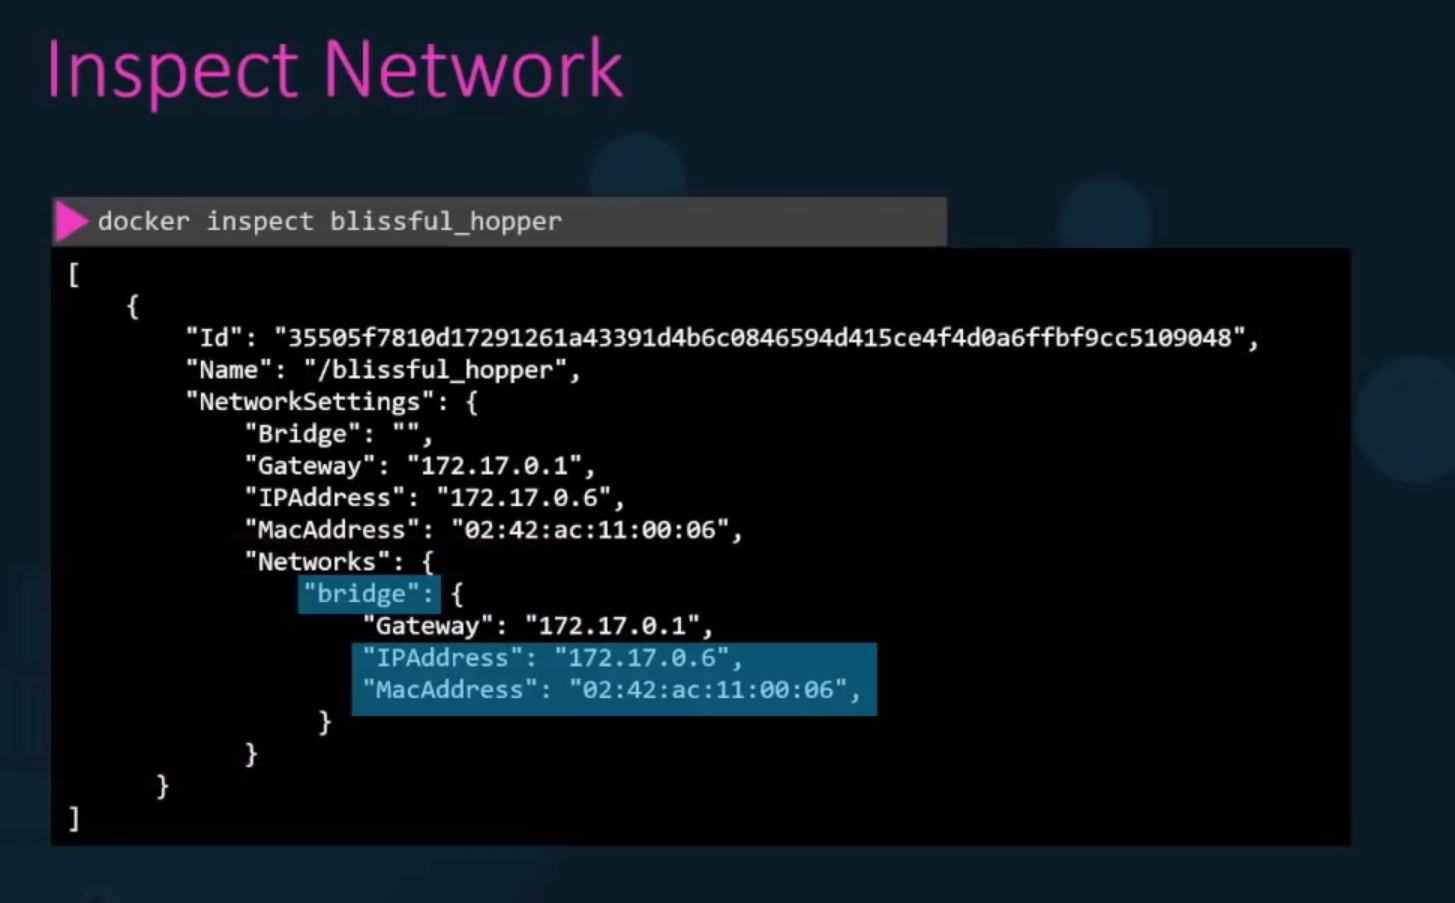 Inspect Network
docker inspect blissful_hopper
[
{
"Id": "35505f7810d17291261a43391d4b6c0846594d415ce4f4d0a6ffbf9cc5109048",
"Name": "/blissful_hopper",
"NetworkSettings": {
"Bridge": "",
"Gateway": "172.17.0.1",
"IPAddress": "172.17.0.6",
"MacAddress": "02:42:ac:11:00:06",
"Networks": {
"bridge": {
"Gateway": "172.17.0.1",
"IPAddress": "172.17.0.6",
"MacAddress": "02:42:ac:11:00:06",
}
}
}
]